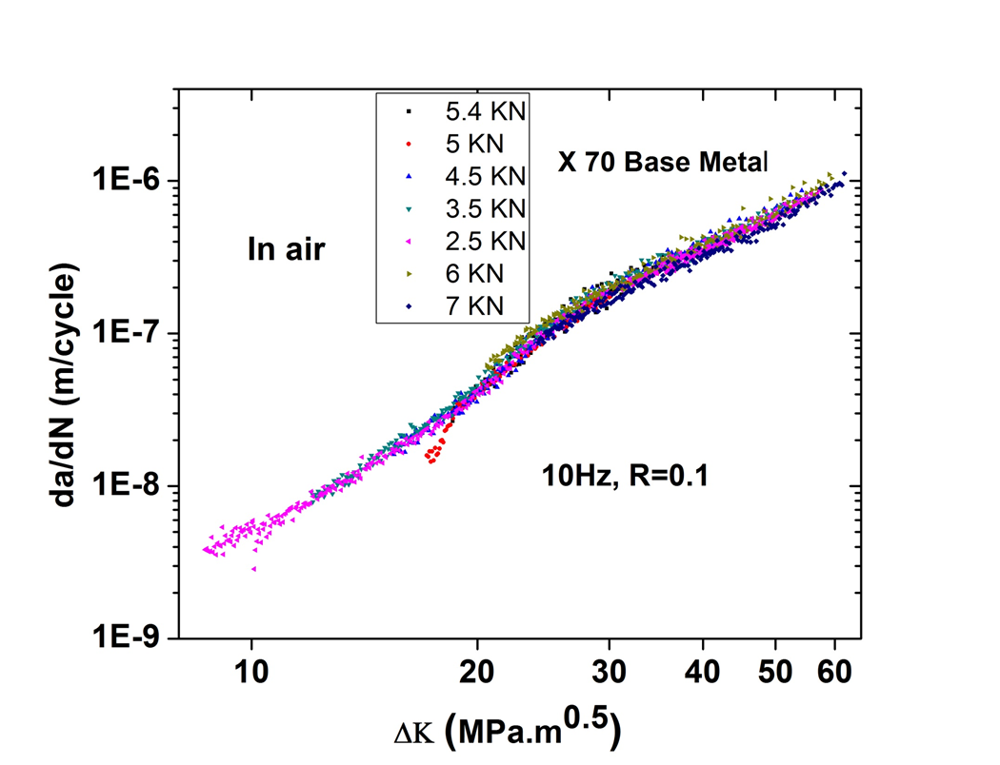 5.4 KN
5 KN
4.5 KN
3.5 KN
2.5 KN
6 KN
7 KN
X 70 Base Metal
In air
10Hz, R=0.1
da/dN (m/cycle)
1E-6
1E-7
1E-8
1E-9
10 20 30 40 50 60
ΔK (MPa.m0.5)